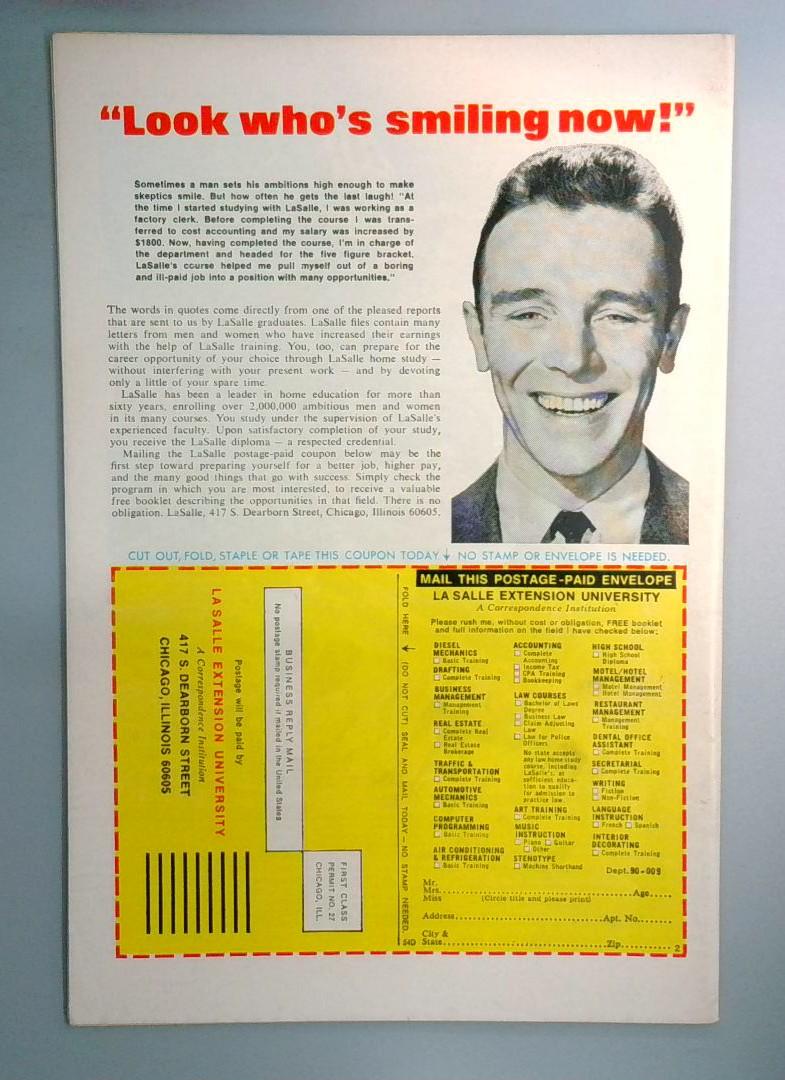 “Look who’s smiling now!”
Sometimes a man sets his ambitions high enough to make
skeptics smile. But how often he gets the last laugh! “At
the time I started studying with LaSalle, I was working as a
factory clerk. Before completing the course I was trans-
ferred to cost accounting and my salary was increased by
$1800. Now, having completed the course, I’m in charge of
the department and headed for the five figure bracket.
LaSalle’s course helped me pull myself out of a boring
and ill-paid job into a position with many opportunities.”
The words in quotes come directly from one of the pleased reports
that are sent to us by LaSalle graduates. LaSalle files contain many
letters from men and women who have increased their earnings
with the help of LaSalle training. You, too, can prepare for the
career opportunity of your choice through LaSalle home study —
without interfering with your present work — and by devoting
only a little of your spare time.
LaSalle has been a leader in home education for more than
sixty years, enrolling over 2,000,000 ambitious men and women
in its many courses. You study under the supervision of LaSalle’s
experienced faculty. Upon satisfactory completion of your study,
you receive the LaSalle diploma — a respected credential.
Mailing the LaSalle postage-paid coupon below may be the
first step toward preparing yourself for a better job, higher pay,
and the many good things that go with success. Simply check the
program in which you are most interested, to receive a valuable
free booklet describing the opportunities in that field. There is no
obligation. LaSalle, 417 S. Dearborn Street, Chicago, Illinois 60605.
CUT OUT, FOLD, STAPLE OR TAPE THIS COUPON TODAY ↓ NO STAMP OR ENVELOPE IS NEEDED.
FIRST CLASS
PERMIT NO. 27
CHICAGO, ILL.
BUSINESS REPLY MAIL
No postage stamp required if mailed in the United States
Postage will be paid by
LA SALLE EXTENSION UNIVERSITY
A Correspondence Institution
417 S. DEARBORN STREET
CHICAGO, ILLINOIS 60605
FOLD HERE → (DO NOT CUT) SEAL AND MAIL TODAY — NO STAMP NEEDED.
540
MAIL THIS POSTAGE-PAID ENVELOPE
LA SALLE EXTENSION UNIVERSITY
A Correspondence Institution
Please rush me, without cost or obligation, FREE booklet
and full information on the field I have checked below:
DIESEL
MECHANICS
☐ Basic Training
DRAFTING
☐ Complete Training
BUSINESS
MANAGEMENT
☐ Management
Training
REAL ESTATE
☐ Complete Real
Estate
☐ Real Estate
Brokerage
TRAFFIC &
TRANSPORTATION
☐ Complete Training
AUTOMOTIVE
MECHANICS
☐ Basic Training
COMPUTER
PROGRAMMING
☐ Basic Training
AIR CONDITIONING
& REFRIGERATION
☐ Basic Training
ACCOUNTING
☐ Complete
Accounting
☐ Income Tax
☐ CPA Training
☐ Bookkeeping
LAW COURSES
☐ Bachelor of Laws
Degree
☐ Business Law
☐ Claim Adjusting
Law
☐ Law for Police
Officers
No state accepts
any law home study
course, including
LaSalle’s, as
sufficient educa-
tion to qualify
for admission to
practice law.
ART TRAINING
☐ Complete Training
MUSIC
INSTRUCTION
☐ Piano ☐ Guitar
☐ Other
STENOTYPE
☐ Machine Shorthand
HIGH SCHOOL
☐ High School
Diploma
MOTEL/HOTEL
MANAGEMENT
☐ Motel Management
☐ Hotel Management
RESTAURANT
MANAGEMENT
☐ Management
Training
DENTAL OFFICE
ASSISTANT
☐ Complete Training
SECRETARIAL
☐ Complete Training
WRITING
☐ Fiction
☐ Non-Fiction
LANGUAGE
INSTRUCTION
☐ French ☐ Spanish
INTERIOR
DECORATING
☐ Complete Training
Dept. 90-009
Mr.
Mrs. Age
Miss (Circle title and please print)
Address Apt. No.
City &
State Zip
2